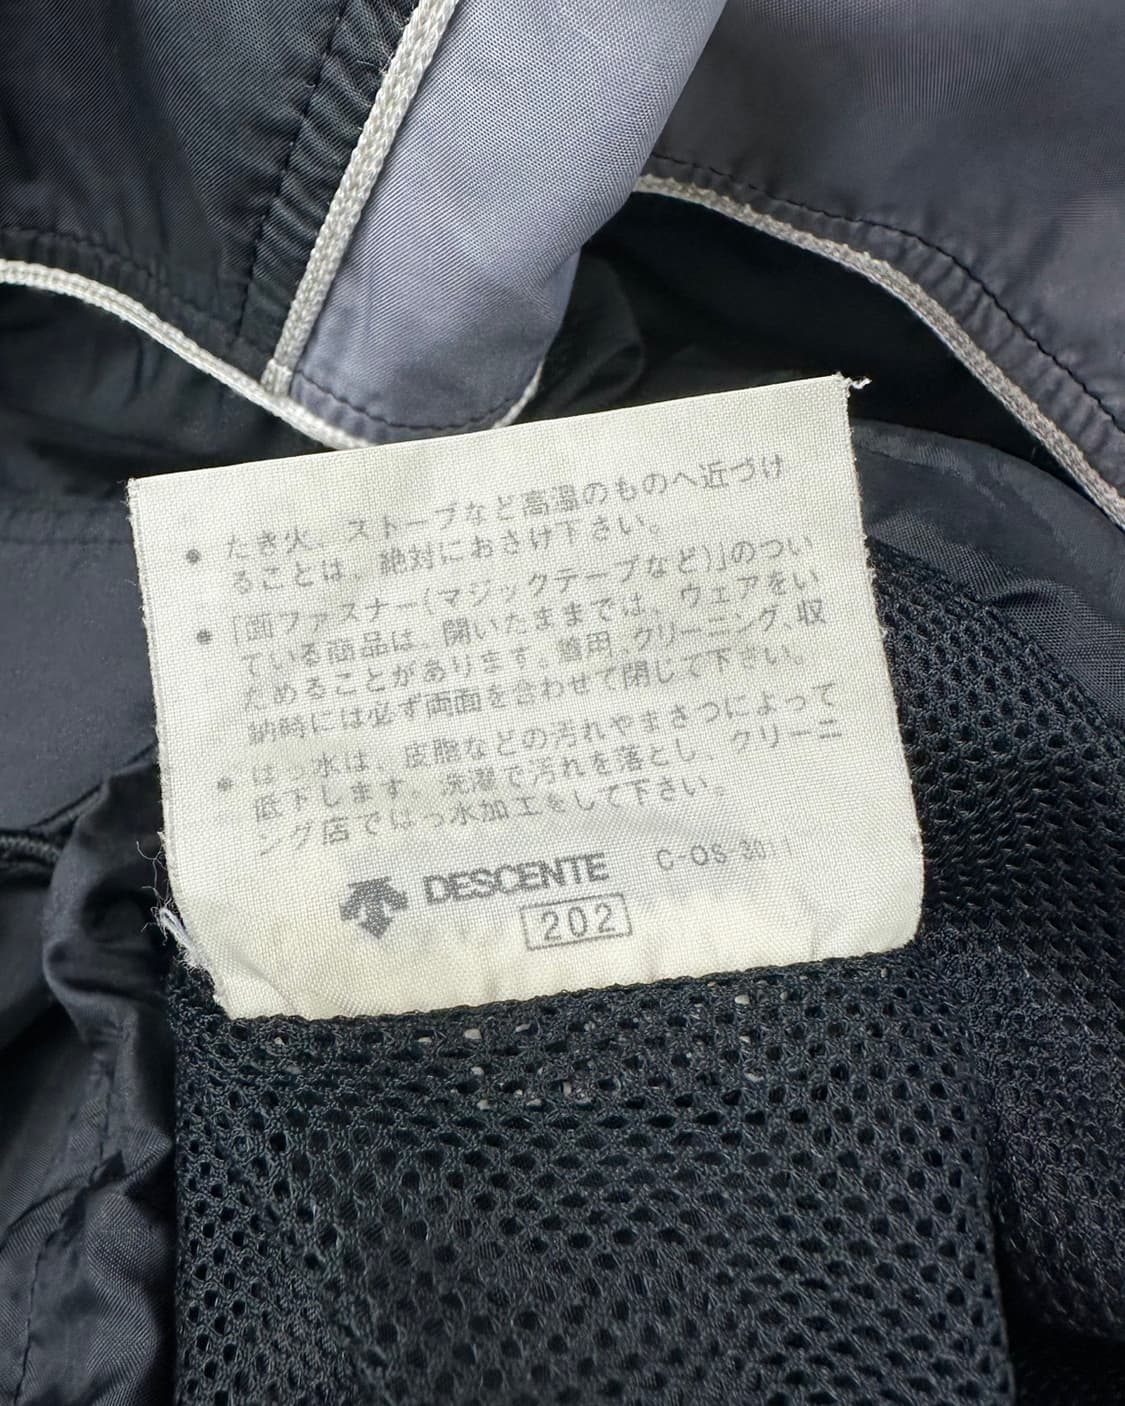 ● たき火、ストーブなど高温のものへ近づけ
ることは、絶対におさけ下さい。
● 「面ファスナー(マジックテープなど)」のつい
ている商品は、開いたままでは、ウェアをい
ためることがあります。着用、クリーニング、収
納時には必ず両面を合わせて閉じて下さい。
● はっ水は、皮脂などの汚れやまさつによって
低下します。洗濯で汚れを落とし、クリーニ
ング店ではっ水加工をして下さい。
DESCENTE C-OS-3011
202